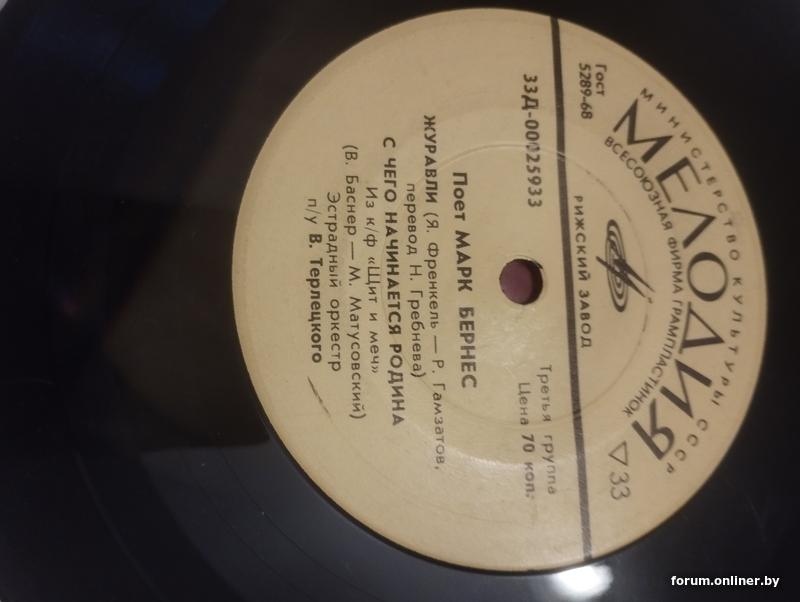 МИНИСТЕРСТВО КУЛЬТУРЫ СССР
МЕЛОДИЯ
ВСЕСОЮЗНАЯ ФИРМА ГРАМПЛАСТИНОК
Гост
5289-68
▽33
РИЖСКИЙ ЗАВОД
33Д-00025933
Третья группа
Цена 70 коп.
Поет МАРК БЕРНЕС
ЖУРАВЛИ (Я. Френкель — Р. Гамзатов,
перевод Н. Гребнева)
С ЧЕГО НАЧИНАЕТСЯ РОДИНА
Из к/ф «Щит и меч»
(В. Баснер — М. Матусовский)
Эстрадный оркестр
п/у В. Терлецкого
forum.onliner.by